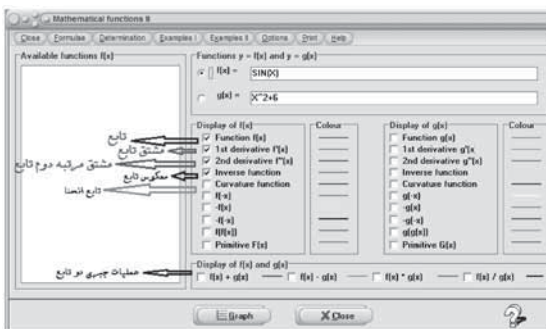 Mathematical functions II
Close Formulae Determination Examples I Examples II Options Print Help
Available functions f(x)
Functions y = f(x) and y = g(x)
f(x) = SIN(X)
g(x) = X^2+6
Display of f(x) Colour Display of g(x) Colour
تابع Function f(x) Function g(x)
مشتق تابع 1st derivative f'(x) 1st derivative g'(x
مشتق مرتبه دوم تابع 2nd derivative f''(x) 2nd derivative g''(x
معکوس تابع Inverse function Inverse function
تابع انحنا Curvature function Curvature function
f(-x) g(-x)
-f(x) -g(x)
-f(-x) -g(-x)
f(f(x)) g(g(x))
Primitive F(x) Primitive G(x)
Display of f(x) and g(x)
عملیات جبری دو تابع f(x) + g(x) f(x) - g(x) f(x) * g(x) f(x) / g(x)
Graph Close